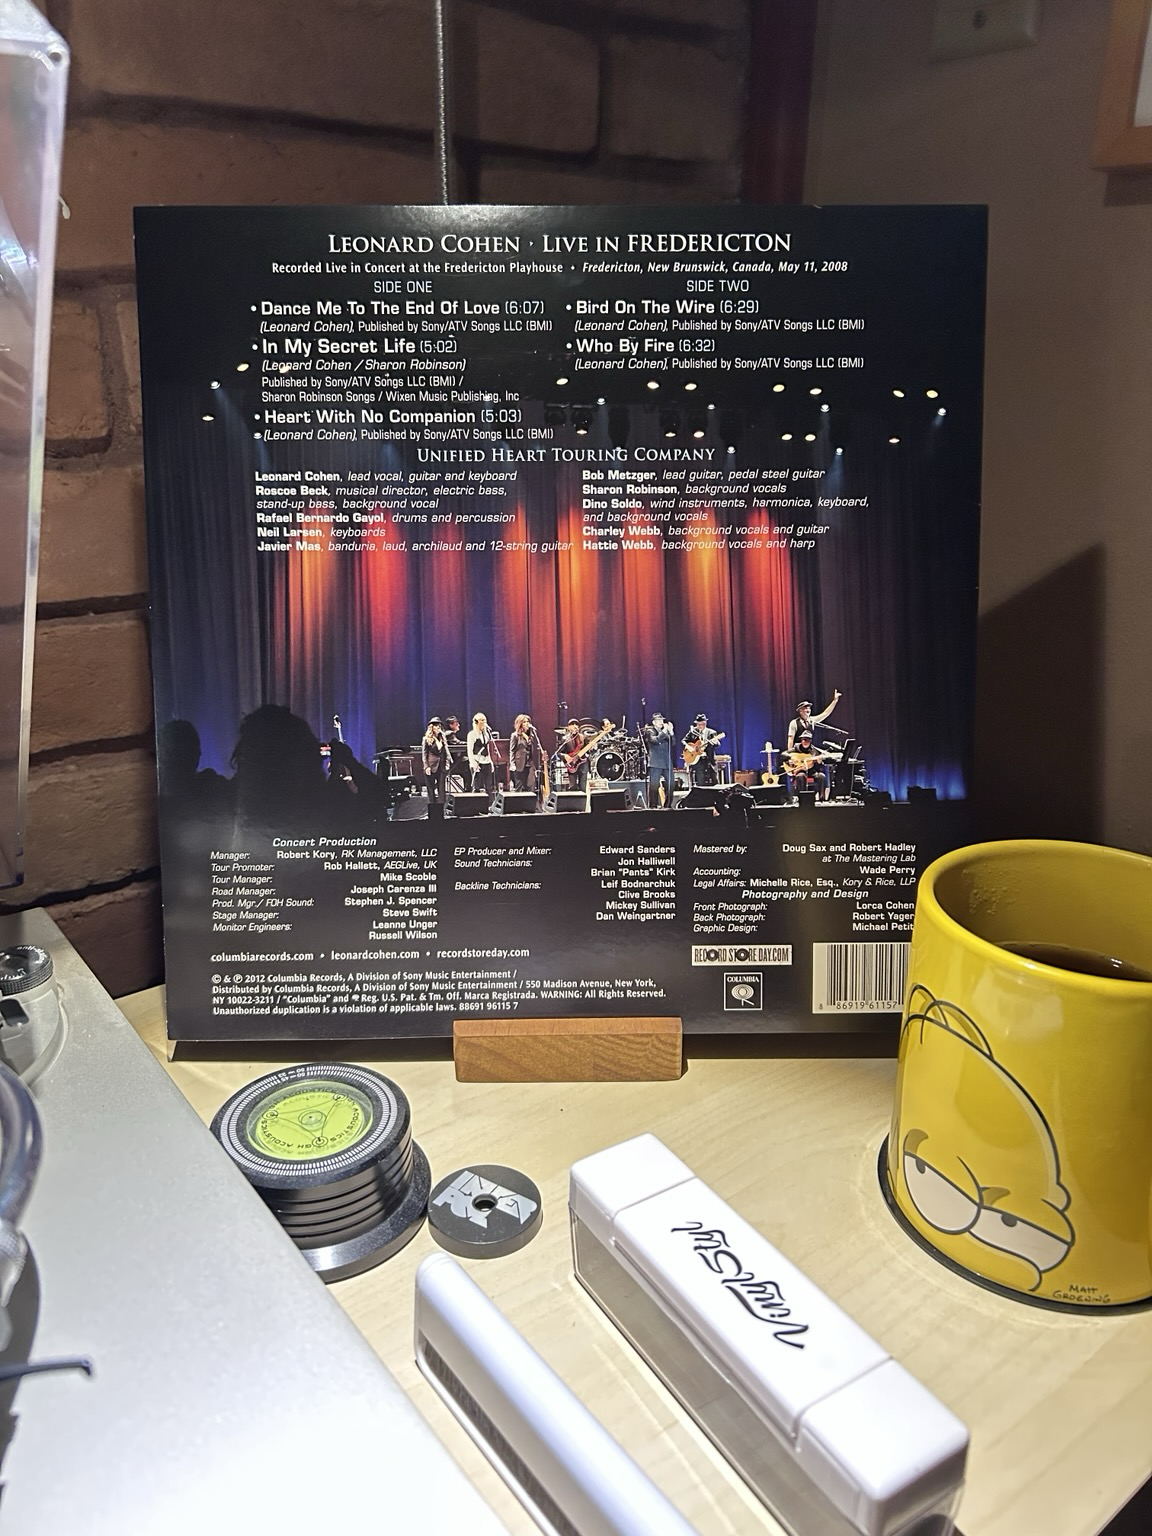 LEONARD COHEN · LIVE IN FREDERICTON
Recorded Live in Concert at the Fredericton Playhouse • Fredericton, New Brunswick, Canada, May 11, 2008
SIDE ONE
• Dance Me To The End Of Love (6:07)
(Leonard Cohen), Published by Sony/ATV Songs LLC (BMI)
• In My Secret Life (5:02)
(Leonard Cohen / Sharon Robinson)
Published by Sony/ATV Songs LLC (BMI) /
Sharon Robinson Songs / Wixen Music Publishing, Inc
• Heart With No Companion (5:03)
(Leonard Cohen), Published by Sony/ATV Songs LLC (BMI)
SIDE TWO
• Bird On The Wire (6:29)
(Leonard Cohen), Published by Sony/ATV Songs LLC (BMI)
• Who By Fire (6:32)
(Leonard Cohen), Published by Sony/ATV Songs LLC (BMI)
UNIFIED HEART TOURING COMPANY
Leonard Cohen, lead vocal, guitar and keyboard
Roscoe Beck, musical director, electric bass,
stand-up bass, background vocal
Rafael Bernardo Gayol, drums and percussion
Neil Larsen, keyboards
Javier Mas, banduria, laud, archilaud and 12-string guitar
Bob Metzger, lead guitar, pedal steel guitar
Sharon Robinson, background vocals
Dino Soldo, wind instruments, harmonica, keyboard,
and background vocals
Charley Webb, background vocals and guitar
Hattie Webb, background vocals and harp
Concert Production
Manager: Robert Kory, RK Management, LLC
Tour Promoter: Rob Hallett, AEGLive, UK
Tour Manager: Mike Scoble
Road Manager: Joseph Carenza III
Prod. Mgr./ FOH Sound: Stephen J. Spencer
Stage Manager: Steve Swift
Monitor Engineers: Leanne Unger
Russell Wilson
EP Producer and Mixer: Edward Sanders
Sound Technicians: Jon Halliwell
Brian "Pants" Kirk
Backline Technicians: Leif Bodnarchuk
Clive Brooks
Mickey Sullivan
Dan Weingartner
Mastered by: Doug Sax and Robert Hadley
at The Mastering Lab
Accounting: Wade Perry
Legal Affairs: Michelle Rice, Esq., Kory & Rice, LLP
Photography and Design
Front Photograph: Lorca Cohen
Back Photograph: Robert Yager
Graphic Design: Michael Petit
columbiarecords.com • leonardcohen.com • recordstoreday.com
© & ℗ 2012 Columbia Records, A Division of Sony Music Entertainment /
Distributed by Columbia Records, A Division of Sony Music Entertainment / 550 Madison Avenue, New York,
NY 10022-3211 / "Columbia" and Reg. U.S. Pat. & Tm. Off. Marca Registrada. WARNING: All Rights Reserved.
Unauthorized duplication is a violation of applicable laws. 88691 96115 7
RECORD STORE DAY.COM
COLUMBIA
8 86919 61157
VinylStyl
MATT
GROENING